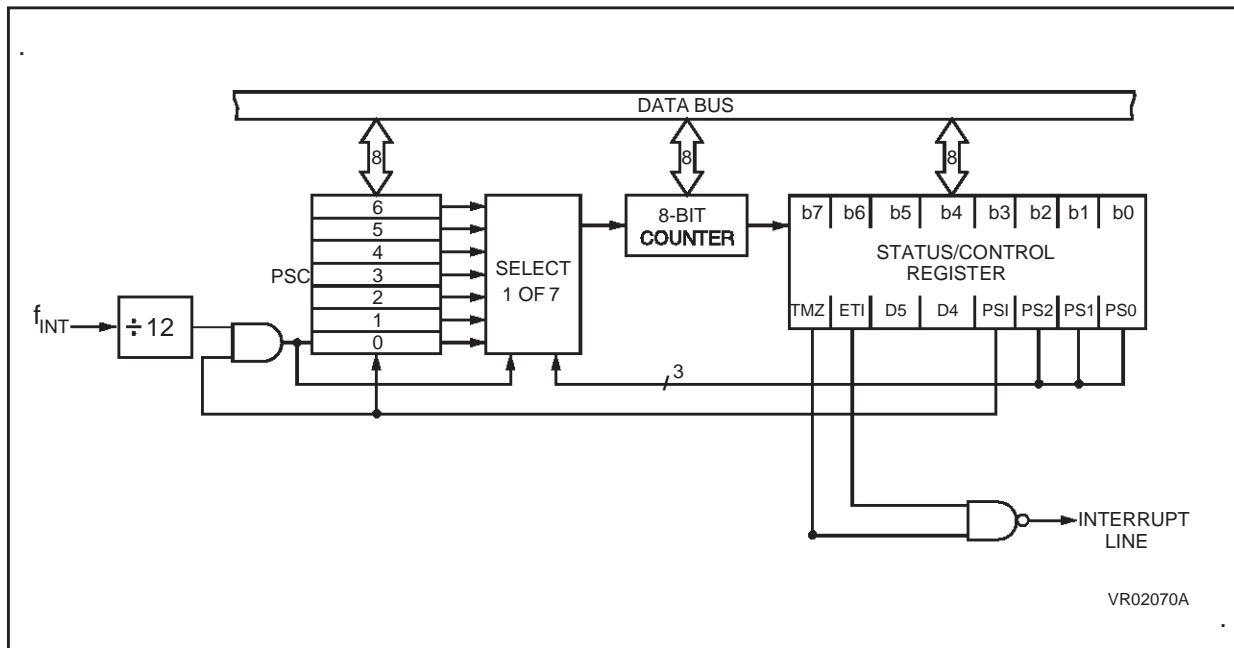 DATA BUS
8
8
8
6
5
4
3
2
1
0
PSC
SELECT
1 OF 7
8-BIT
COUNTER
b7 b6 b5 b4 b3 b2 b1 b0
STATUS/CONTROL
REGISTER
TMZ ETI D5 D4 PSI PS2 PS1 PS0
fINT
÷12
3
INTERRUPT
LINE
VR02070A